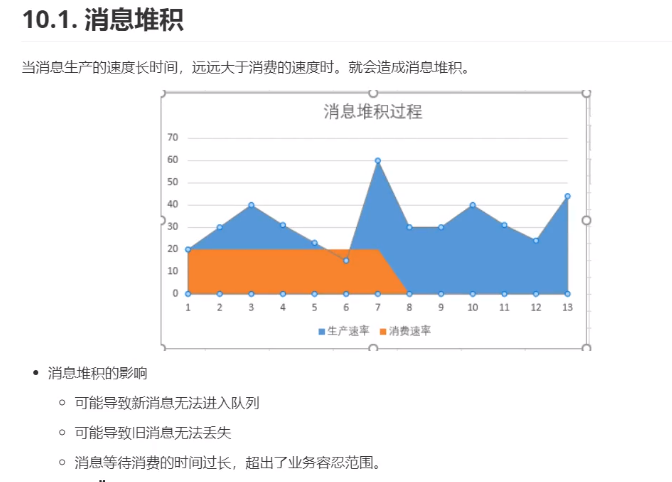 10.1. 消息堆积
当消息生产的速度长时间，远远大于消费的速度时。就会造成消息堆积。
消息堆积过程
70
60
50
40
30
20
10
0
1 2 3 4 5 6 7 8 9 10 11 12 13
生产速率 消费速率
消息堆积的影响
可能导致新消息无法进入队列
可能导致旧消息无法丢失
消息等待消费的时间过长，超出了业务容忍范围。